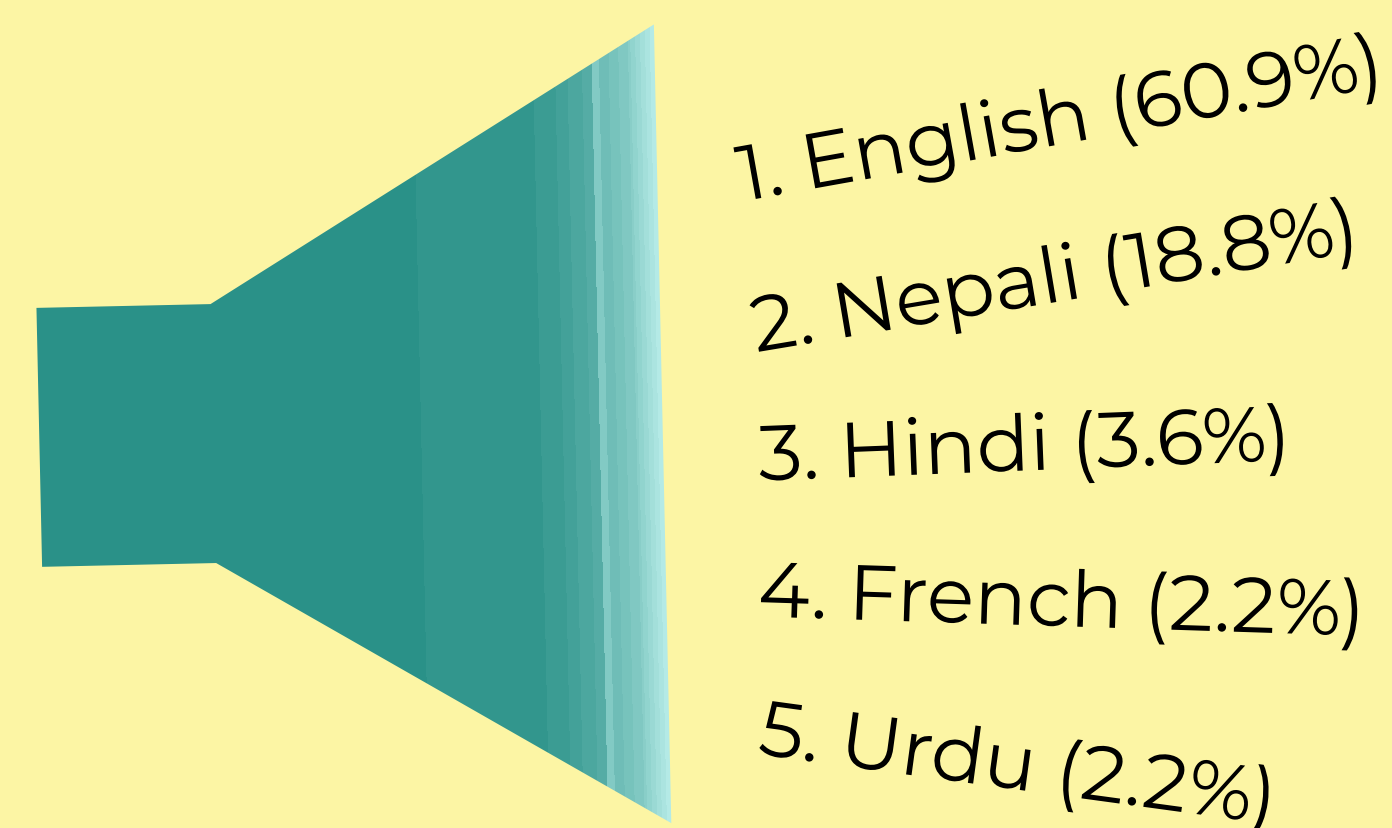 1. English (60.9%)
2. Nepali (18.8%)
3. Hindi (3.6%)
4. French (2.2%)
5. Urdu (2.2%)